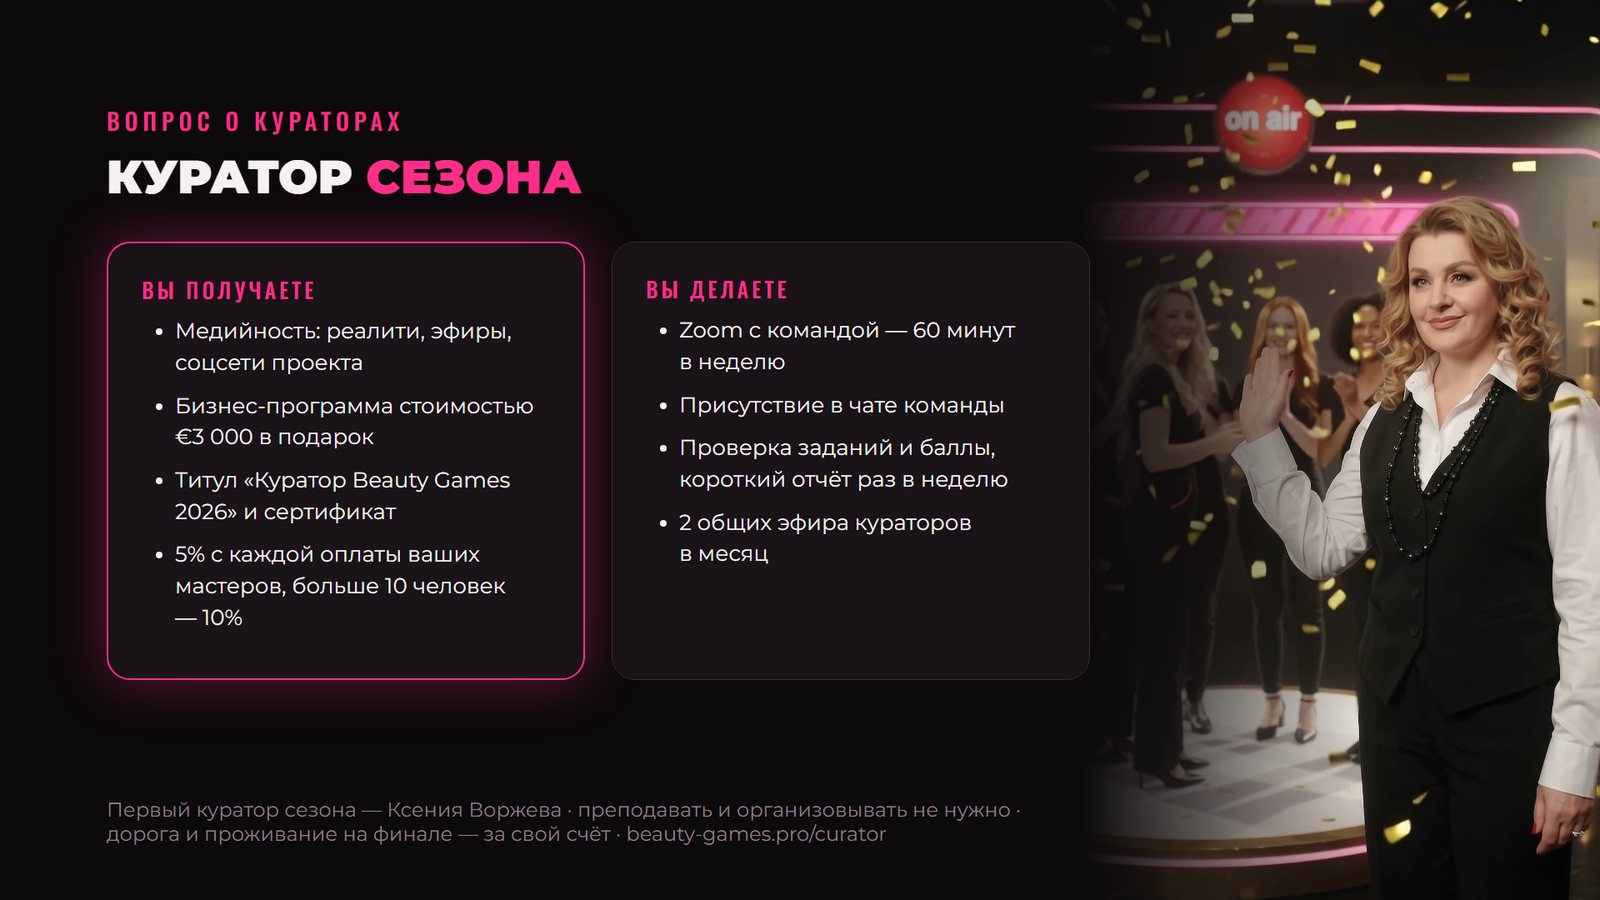 ВОПРОС О КУРАТОРАХ
КУРАТОР СЕЗОНА
ВЫ ПОЛУЧАЕТЕ
• Медийность: реалити, эфиры,
соцсети проекта
• Бизнес-программа стоимостью
€3 000 в подарок
• Титул «Куратор Beauty Games
2026» и сертификат
• 5% с каждой оплаты ваших
мастеров, больше 10 человек
— 10%
ВЫ ДЕЛАЕТЕ
• Zoom с командой — 60 минут
в неделю
• Присутствие в чате команды
• Проверка заданий и баллы,
короткий отчёт раз в неделю
• 2 общих эфира кураторов
в месяц
on air
Первый куратор сезона — Ксения Воржева · преподавать и организовывать не нужно ·
дорога и проживание на финале — за свой счёт · beauty-games.pro/curator